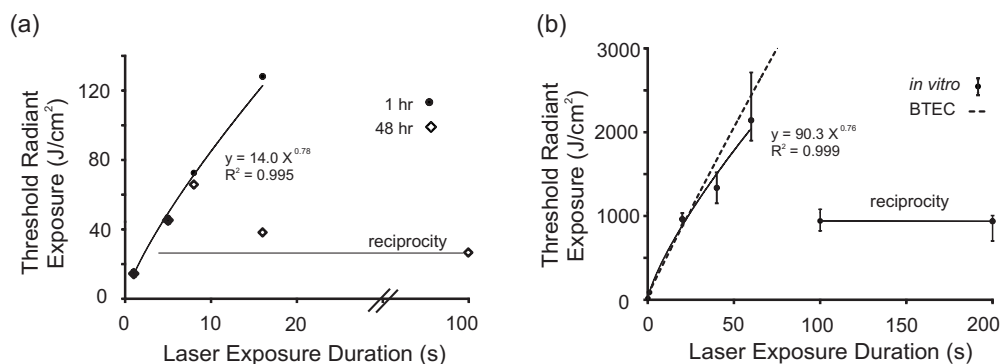 (a)
Threshold Radiant
Exposure (J/cm²)
120
80
40
0
1 hr
48 hr
y = 14.0 X^0.78
R² = 0.995
reciprocity
0
10
20
100
Laser Exposure Duration (s)
(b)
Threshold Radiant
Exposure (J/cm²)
3000
2000
1000
0
in vitro
BTEC
y = 90.3 X^0.76
R² = 0.999
reciprocity
0
50
100
150
200
Laser Exposure Duration (s)